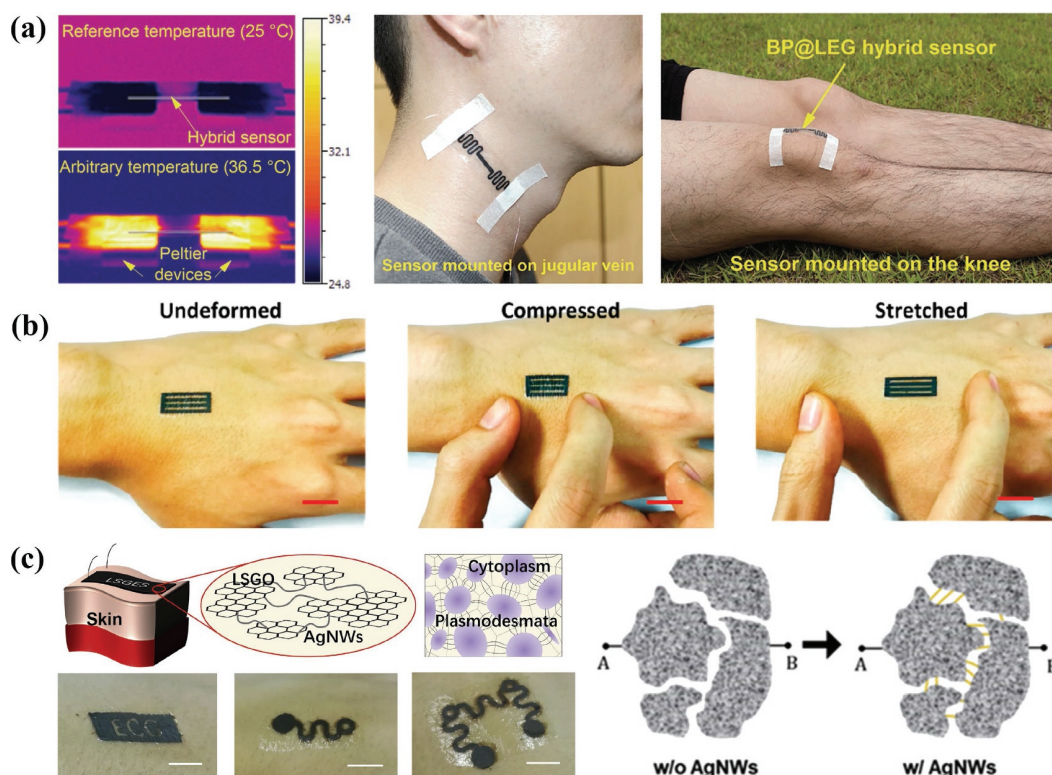 (a)
Reference temperature (25 °C)
Hybrid sensor
Arbitrary temperature (36.5 °C)
Peltier
devices
39.4
32.1
24.8
Sensor mounted on jugular vein
BP@LEG hybrid sensor
Sensor mounted on the knee
(b)
Undeformed
Compressed
Stretched
(c)
LSGES
Skin
LSGO
AgNWs
Cytoplasm
Plasmodesmata
ECG
A
B
w/o AgNWs
A
w/ AgNWs